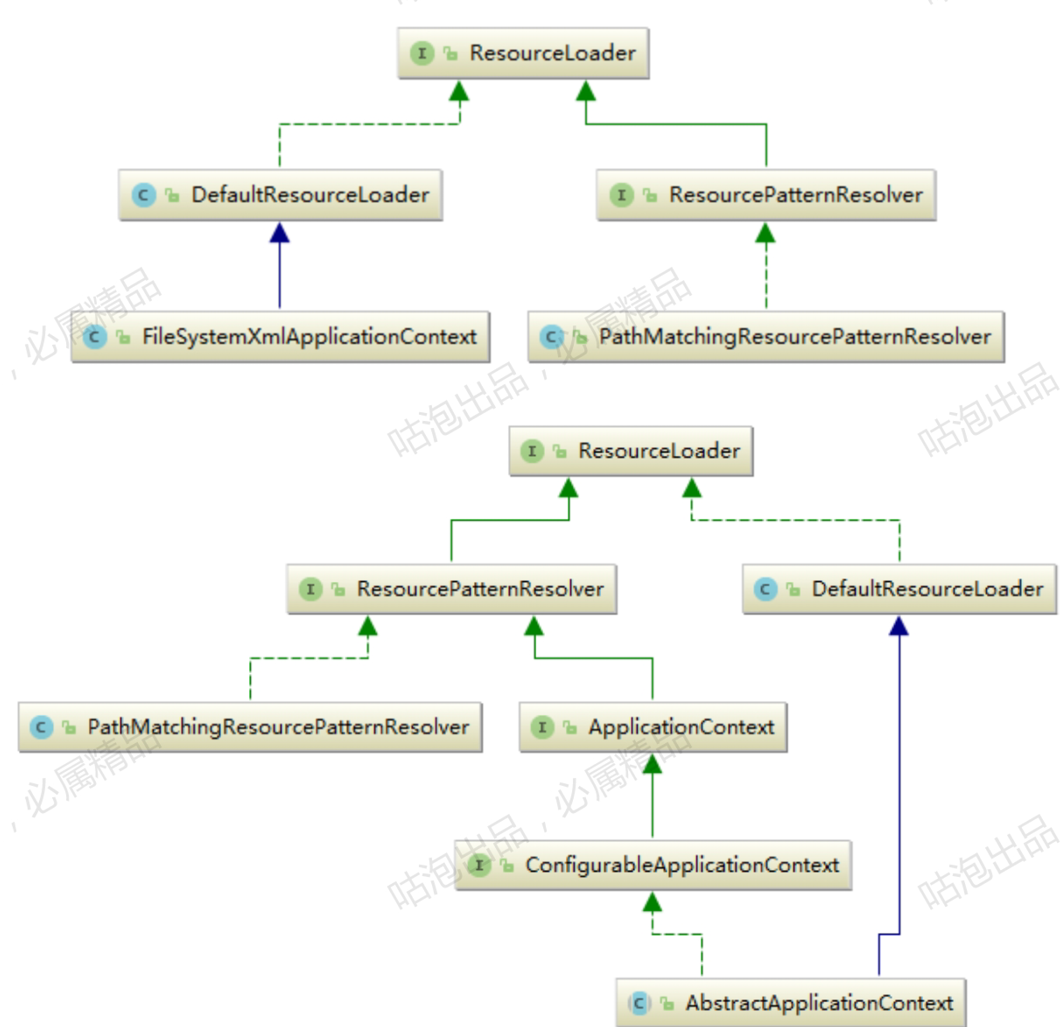 ResourceLoader
DefaultResourceLoader
ResourcePatternResolver
FileSystemXmlApplicationContext
PathMatchingResourcePatternResolver
ResourceLoader
ResourcePatternResolver
DefaultResourceLoader
PathMatchingResourcePatternResolver
ApplicationContext
ConfigurableApplicationContext
AbstractApplicationContext
咕泡出品，必属精品
咕泡出品
咕泡出品，必属精品
咕泡出品
，必属精品
，必属精品